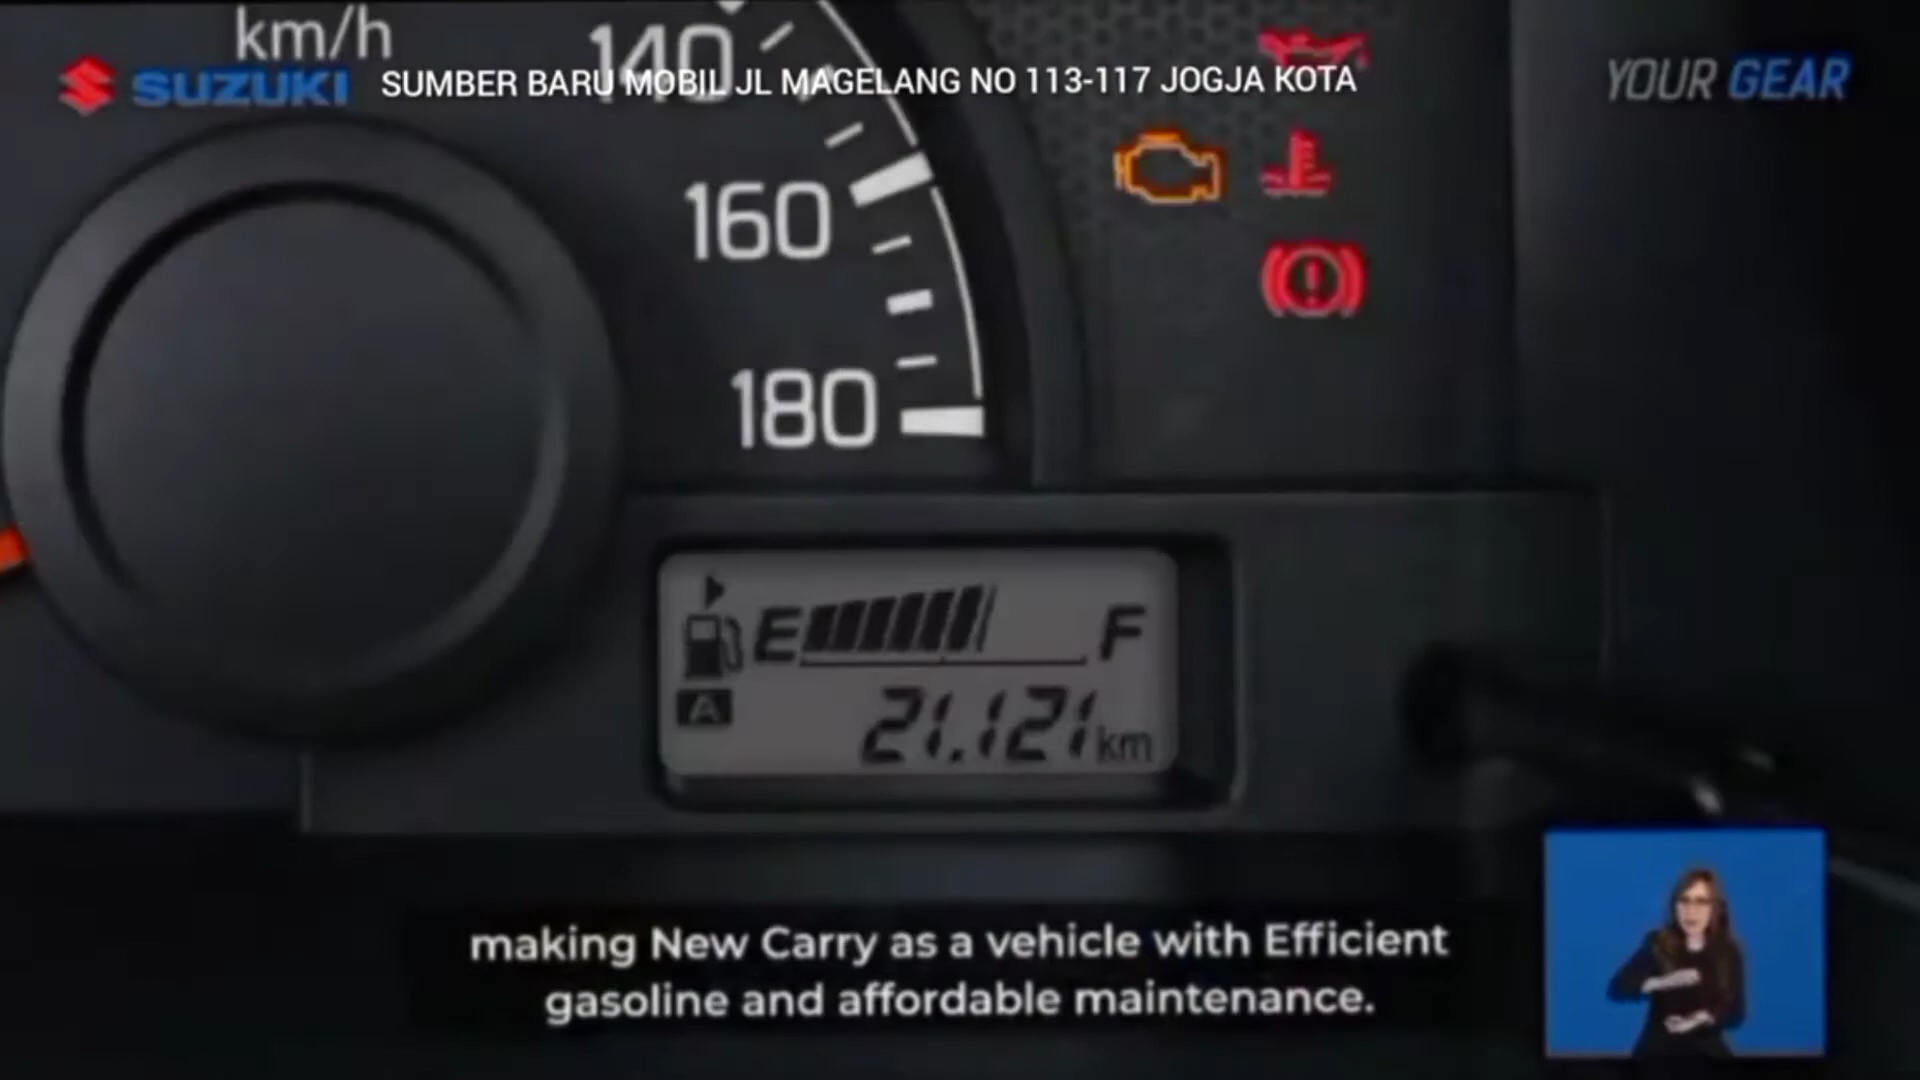 km/h
140
SUZUKI
SUMBER BARU MOBIL JL MAGELANG NO 113-117 JOGJA KOTA
YOUR GEAR
160
180
E F
A
21.121 km
making New Carry as a vehicle with Efficient
gasoline and affordable maintenance.